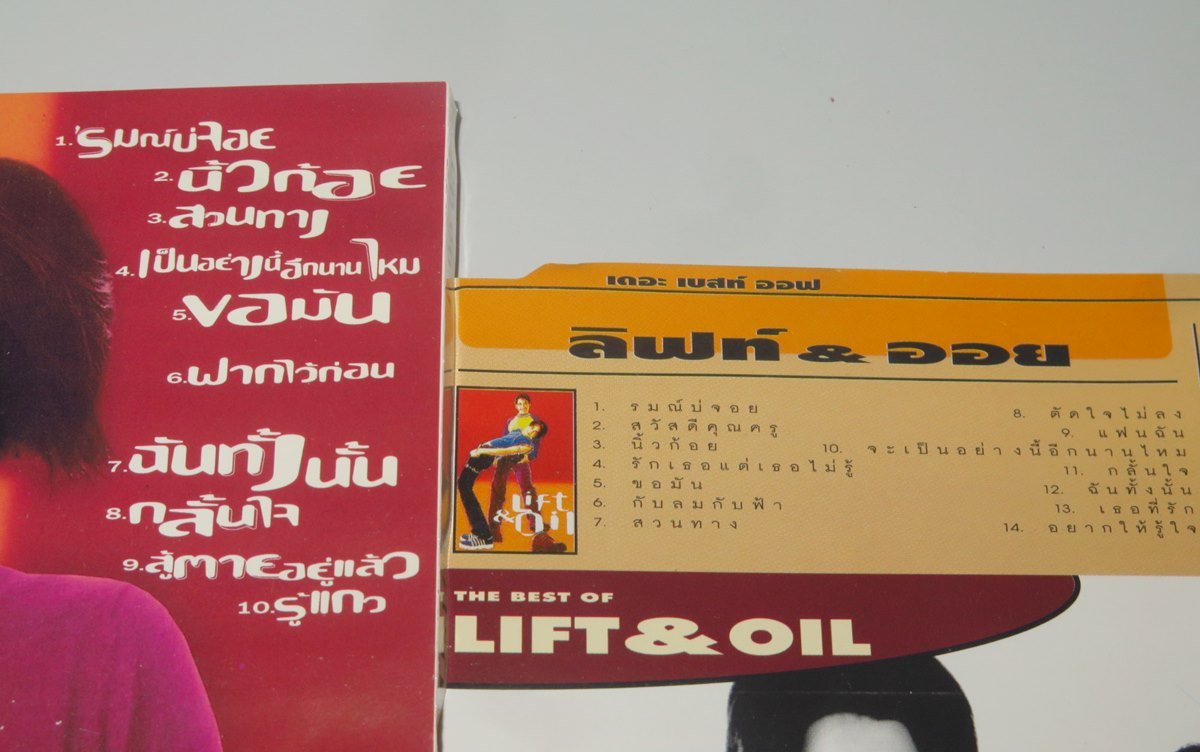 1.'รมณ์บ่จอย
2.นิ้วก้อย
3.สวนทาง
4.เป็นอย่างนี้อีกนานไหม
5.ขอมัน
6.ฝากไว้ก่อน
7.ฉันทั้งนั้น
8.กลั้นใจ
9.สู้ตายอยู่แล้ว
10.รู้แกว
เดอะ เบสท์ ออฟ
ลิฟท์ & ออย
1. รมณ์บ่จอย
2. สวัสดีคุณครู
3. นิ้วก้อย
4. รักเธอแต่เธอไม่รู้
5. ขอมัน
6. กับลมกับฟ้า
7. สวนทาง
8. ตัดใจไม่ลง
9. แฟนฉัน
10. จะเป็นอย่างนี้อีกนานไหม
11. กลั้นใจ
12. ฉันทั้งนั้น
13. เธอที่รัก
14. อยากให้รู้ใจ
Lift
&Oil
THE BEST OF
LIFT&OIL